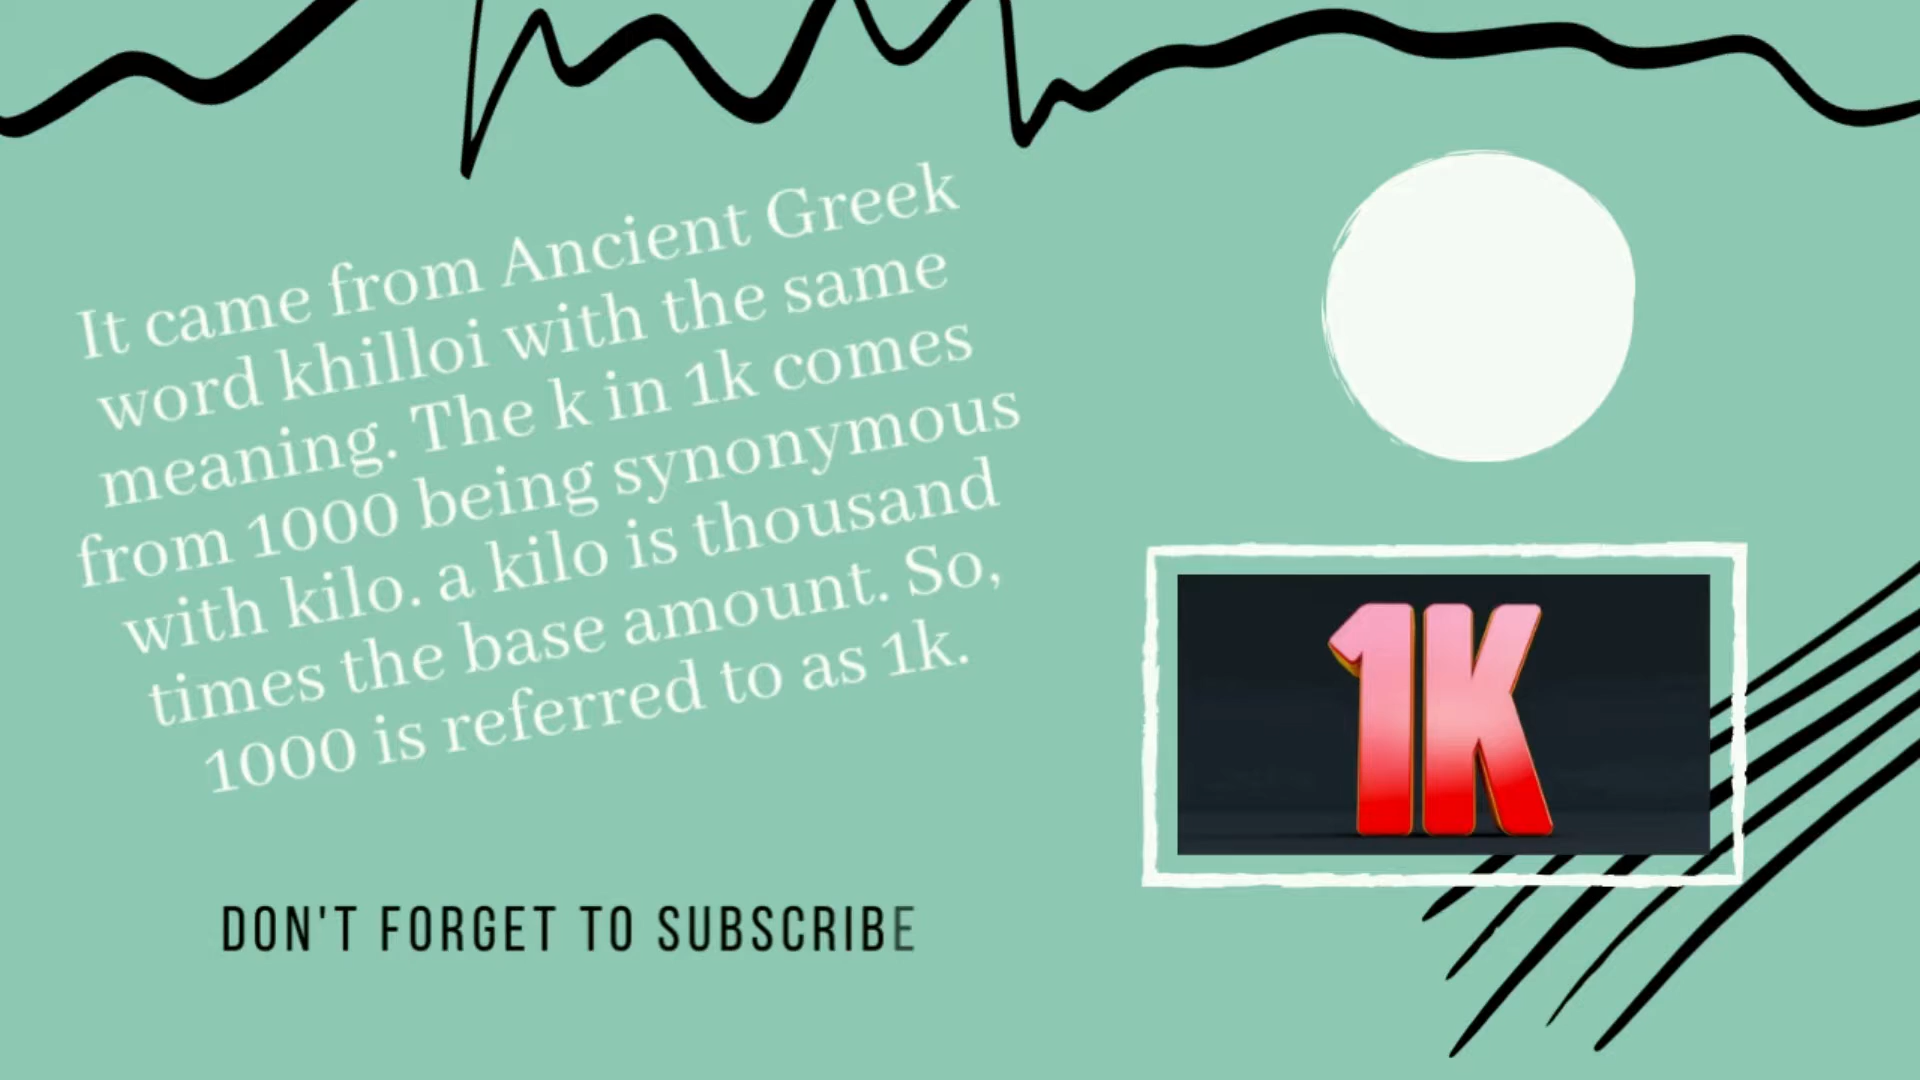 It came from Ancient Greek
word khilloi with the same
meaning. The k in 1k comes
from 1000 being synonymous
with kilo. a kilo is thousand
times the base amount. So,
1000 is referred to as 1k.
1K
DON'T FORGET TO SUBSCRIBE